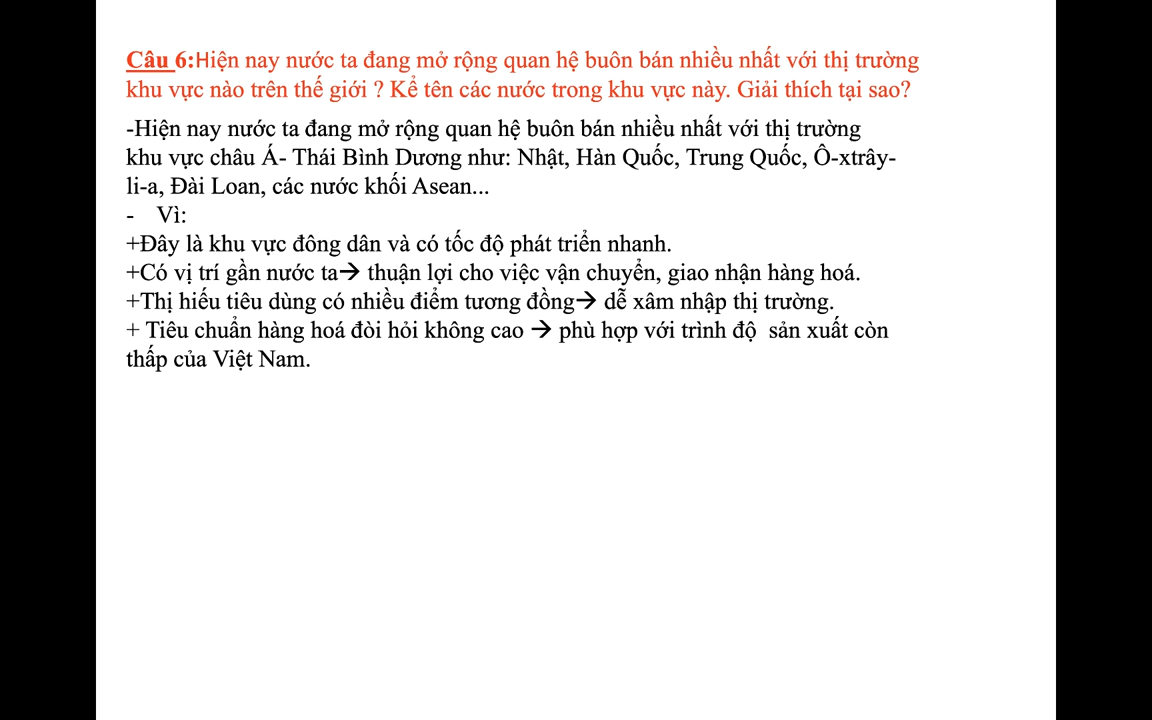 Câu 6:Hiện nay nước ta đang mở rộng quan hệ buôn bán nhiều nhất với thị trường
khu vực nào trên thế giới ? Kể tên các nước trong khu vực này. Giải thích tại sao?
-Hiện nay nước ta đang mở rộng quan hệ buôn bán nhiều nhất với thị trường
khu vực châu Á- Thái Bình Dương như: Nhật, Hàn Quốc, Trung Quốc, Ô-xtrây-
li-a, Đài Loan, các nước khối Asean...
- Vì:
+Đây là khu vực đông dân và có tốc độ phát triển nhanh.
+Có vị trí gần nước ta→ thuận lợi cho việc vận chuyển, giao nhận hàng hoá.
+Thị hiếu tiêu dùng có nhiều điểm tương đồng→ dễ xâm nhập thị trường.
+ Tiêu chuẩn hàng hoá đòi hỏi không cao → phù hợp với trình độ sản xuất còn
thấp của Việt Nam.